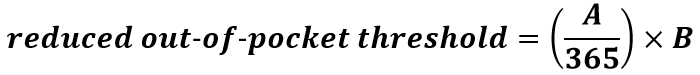 reduced out-of-pocket threshold = (A/365) × B